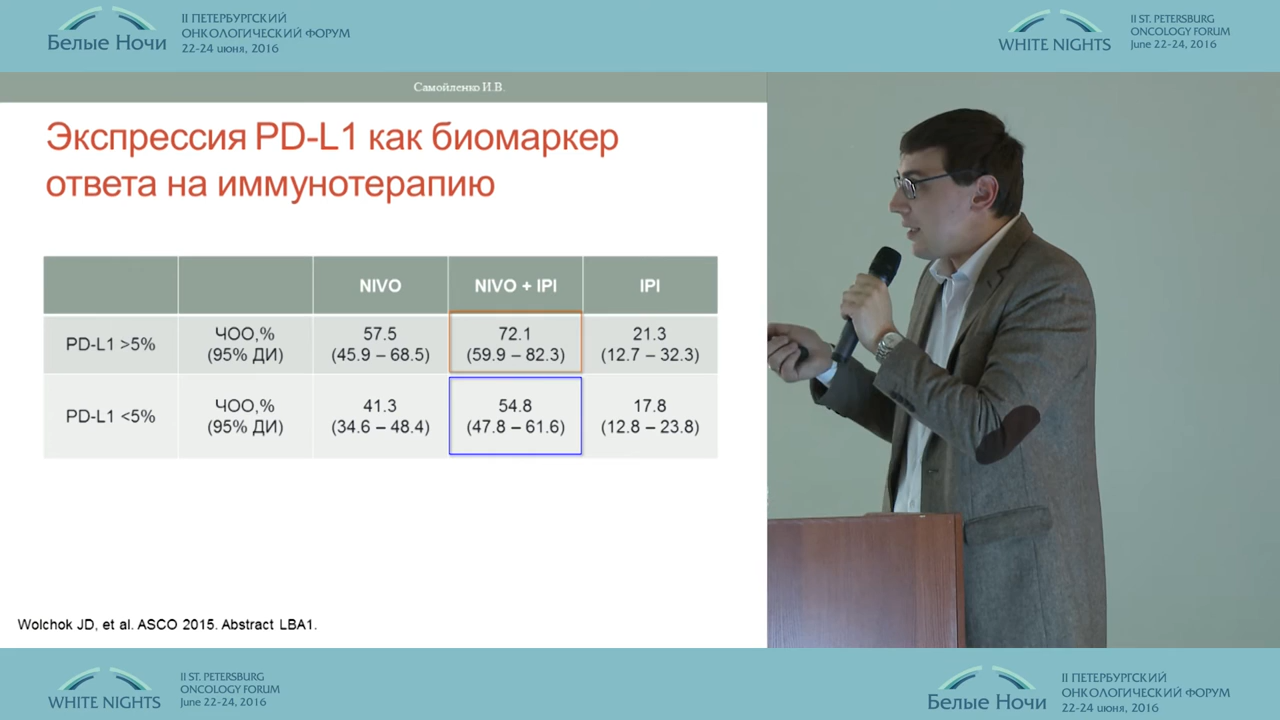 II ПЕТЕРБУРГСКИЙ
ОНКОЛОГИЧЕСКИЙ ФОРУМ
Белые Ночи
22-24 июня, 2016
II ST. PETERSBURG
ONCOLOGY FORUM
WHITE NIGHTS
June 22-24, 2016
Самойленко И.В.
Экспрессия PD-L1 как биомаркер
ответа на иммунотерапию
NIVO NIVO + IPI IPI
PD-L1 >5% ЧОО,% (95% ДИ) 57.5 (45.9 – 68.5) 72.1 (59.9 – 82.3) 21.3 (12.7 – 32.3)
PD-L1 <5% ЧОО,% (95% ДИ) 41.3 (34.6 – 48.4) 54.8 (47.8 – 61.6) 17.8 (12.8 – 23.8)
Wolchok JD, et al. ASCO 2015. Abstract LBA1.
II ST. PETERSBURG
ONCOLOGY FORUM
WHITE NIGHTS
June 22-24, 2016
II ПЕТЕРБУРГСКИЙ
ОНКОЛОГИЧЕСКИЙ ФОРУМ
Белые Ночи
22-24 июня, 2016